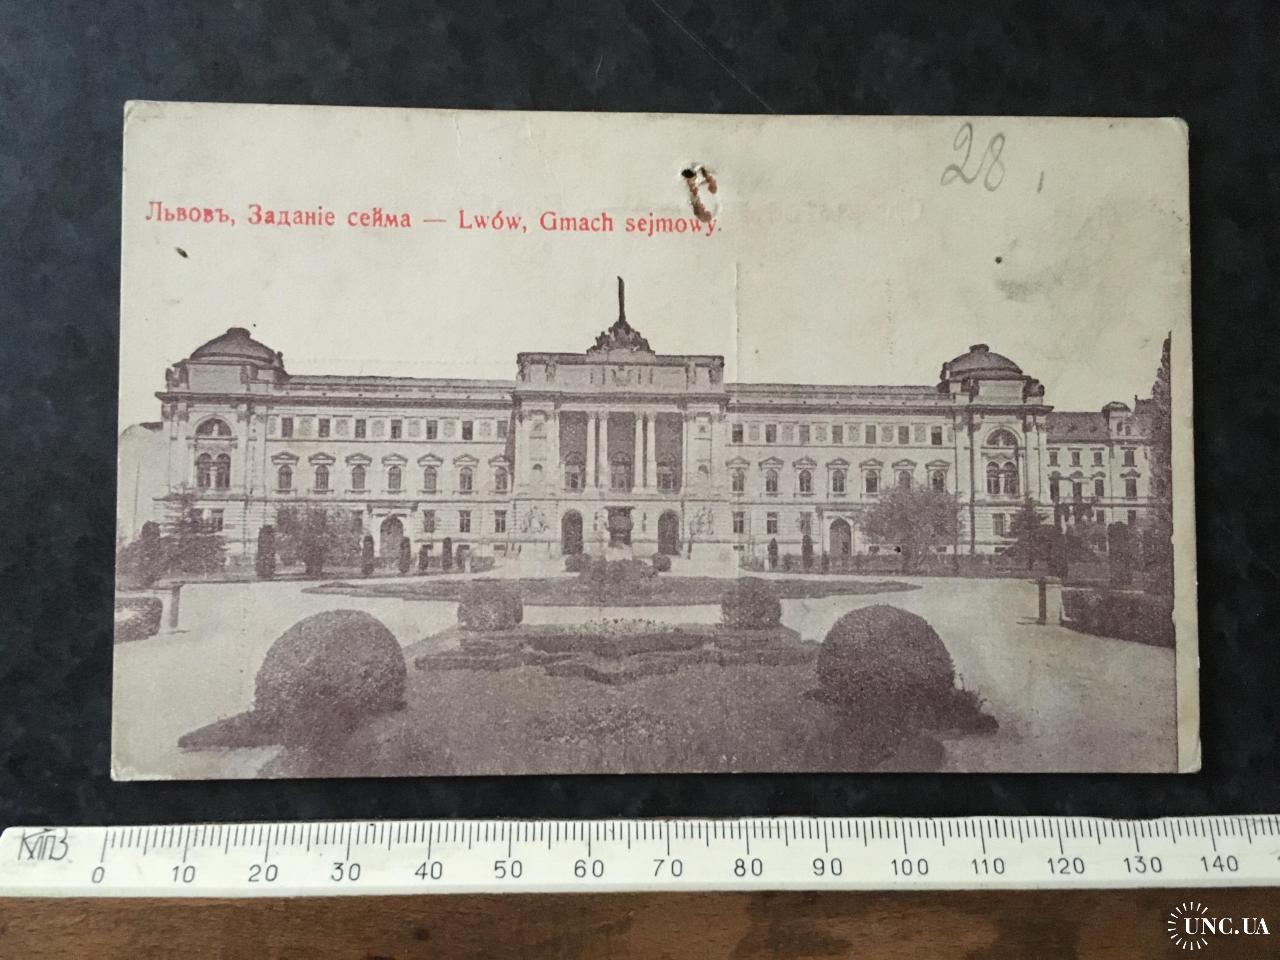 28
Львовъ, Заданіе сейма — Lwów, Gmach sejmowy.
0 10 20 30 40 50 60 70 80 90 100 110 120 130 140
UNC.UA